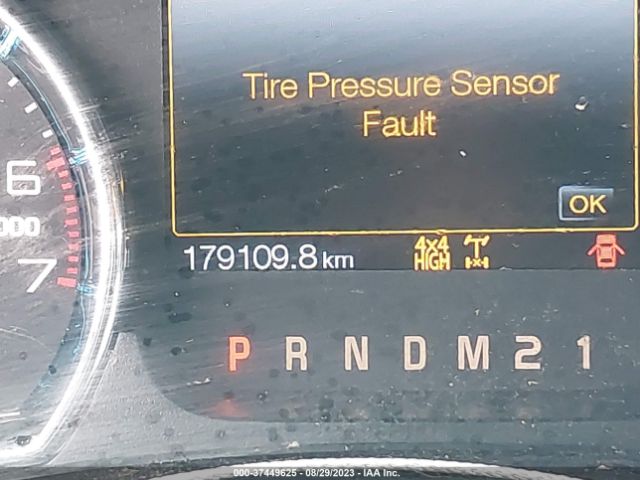 Tire Pressure Sensor
Fault
OK
6
000
7
179109.8 km
4x4
HIGH
P R N D M 2 1
000-37449625 - 08/29/2023 - IAA Inc.